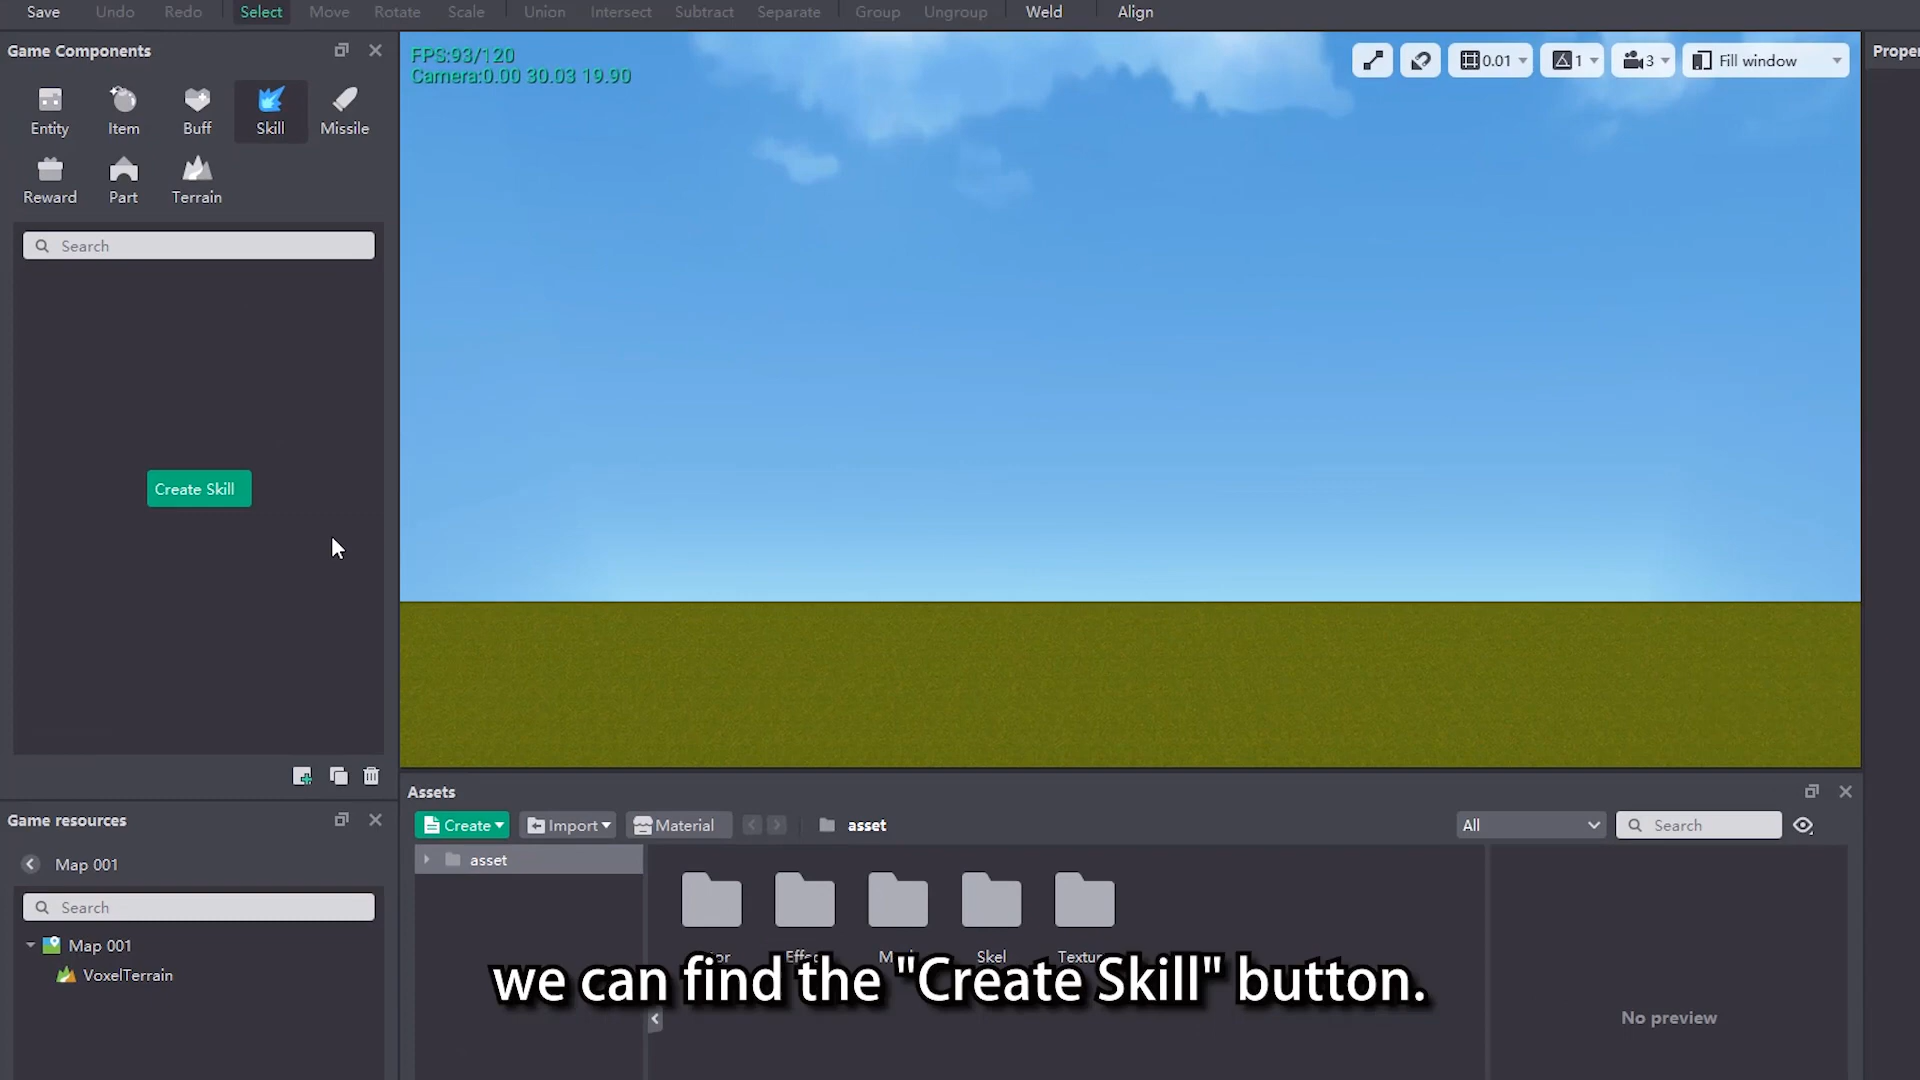 Save Undo Redo Select Move Rotate Scale Union Intersect Subtract Separate Group Ungroup Weld Align
Game Components
Entity Item Buff Skill Missile
Reward Part Terrain
Search
Create Skill
FPS:93/120
Camera:0.00 30.03 19.90
0.01 1 3 Fill window
Game resources
Map 001
Search
Map 001
VoxelTerrain
Assets
Create Import Material asset All Search
asset
Skel
we can find the "Create Skill" button.
No preview